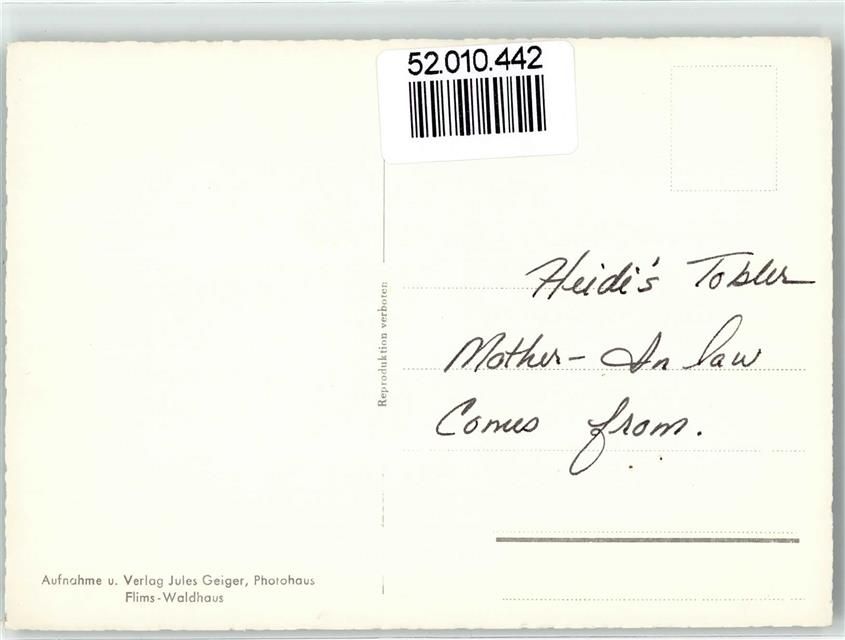 52.010.442
Heidi's Tobler
Mother-In law
Comes from.
Reproduktion verboten
Aufnahme u. Verlag Jules Geiger, Photohaus
Flims-Waldhaus